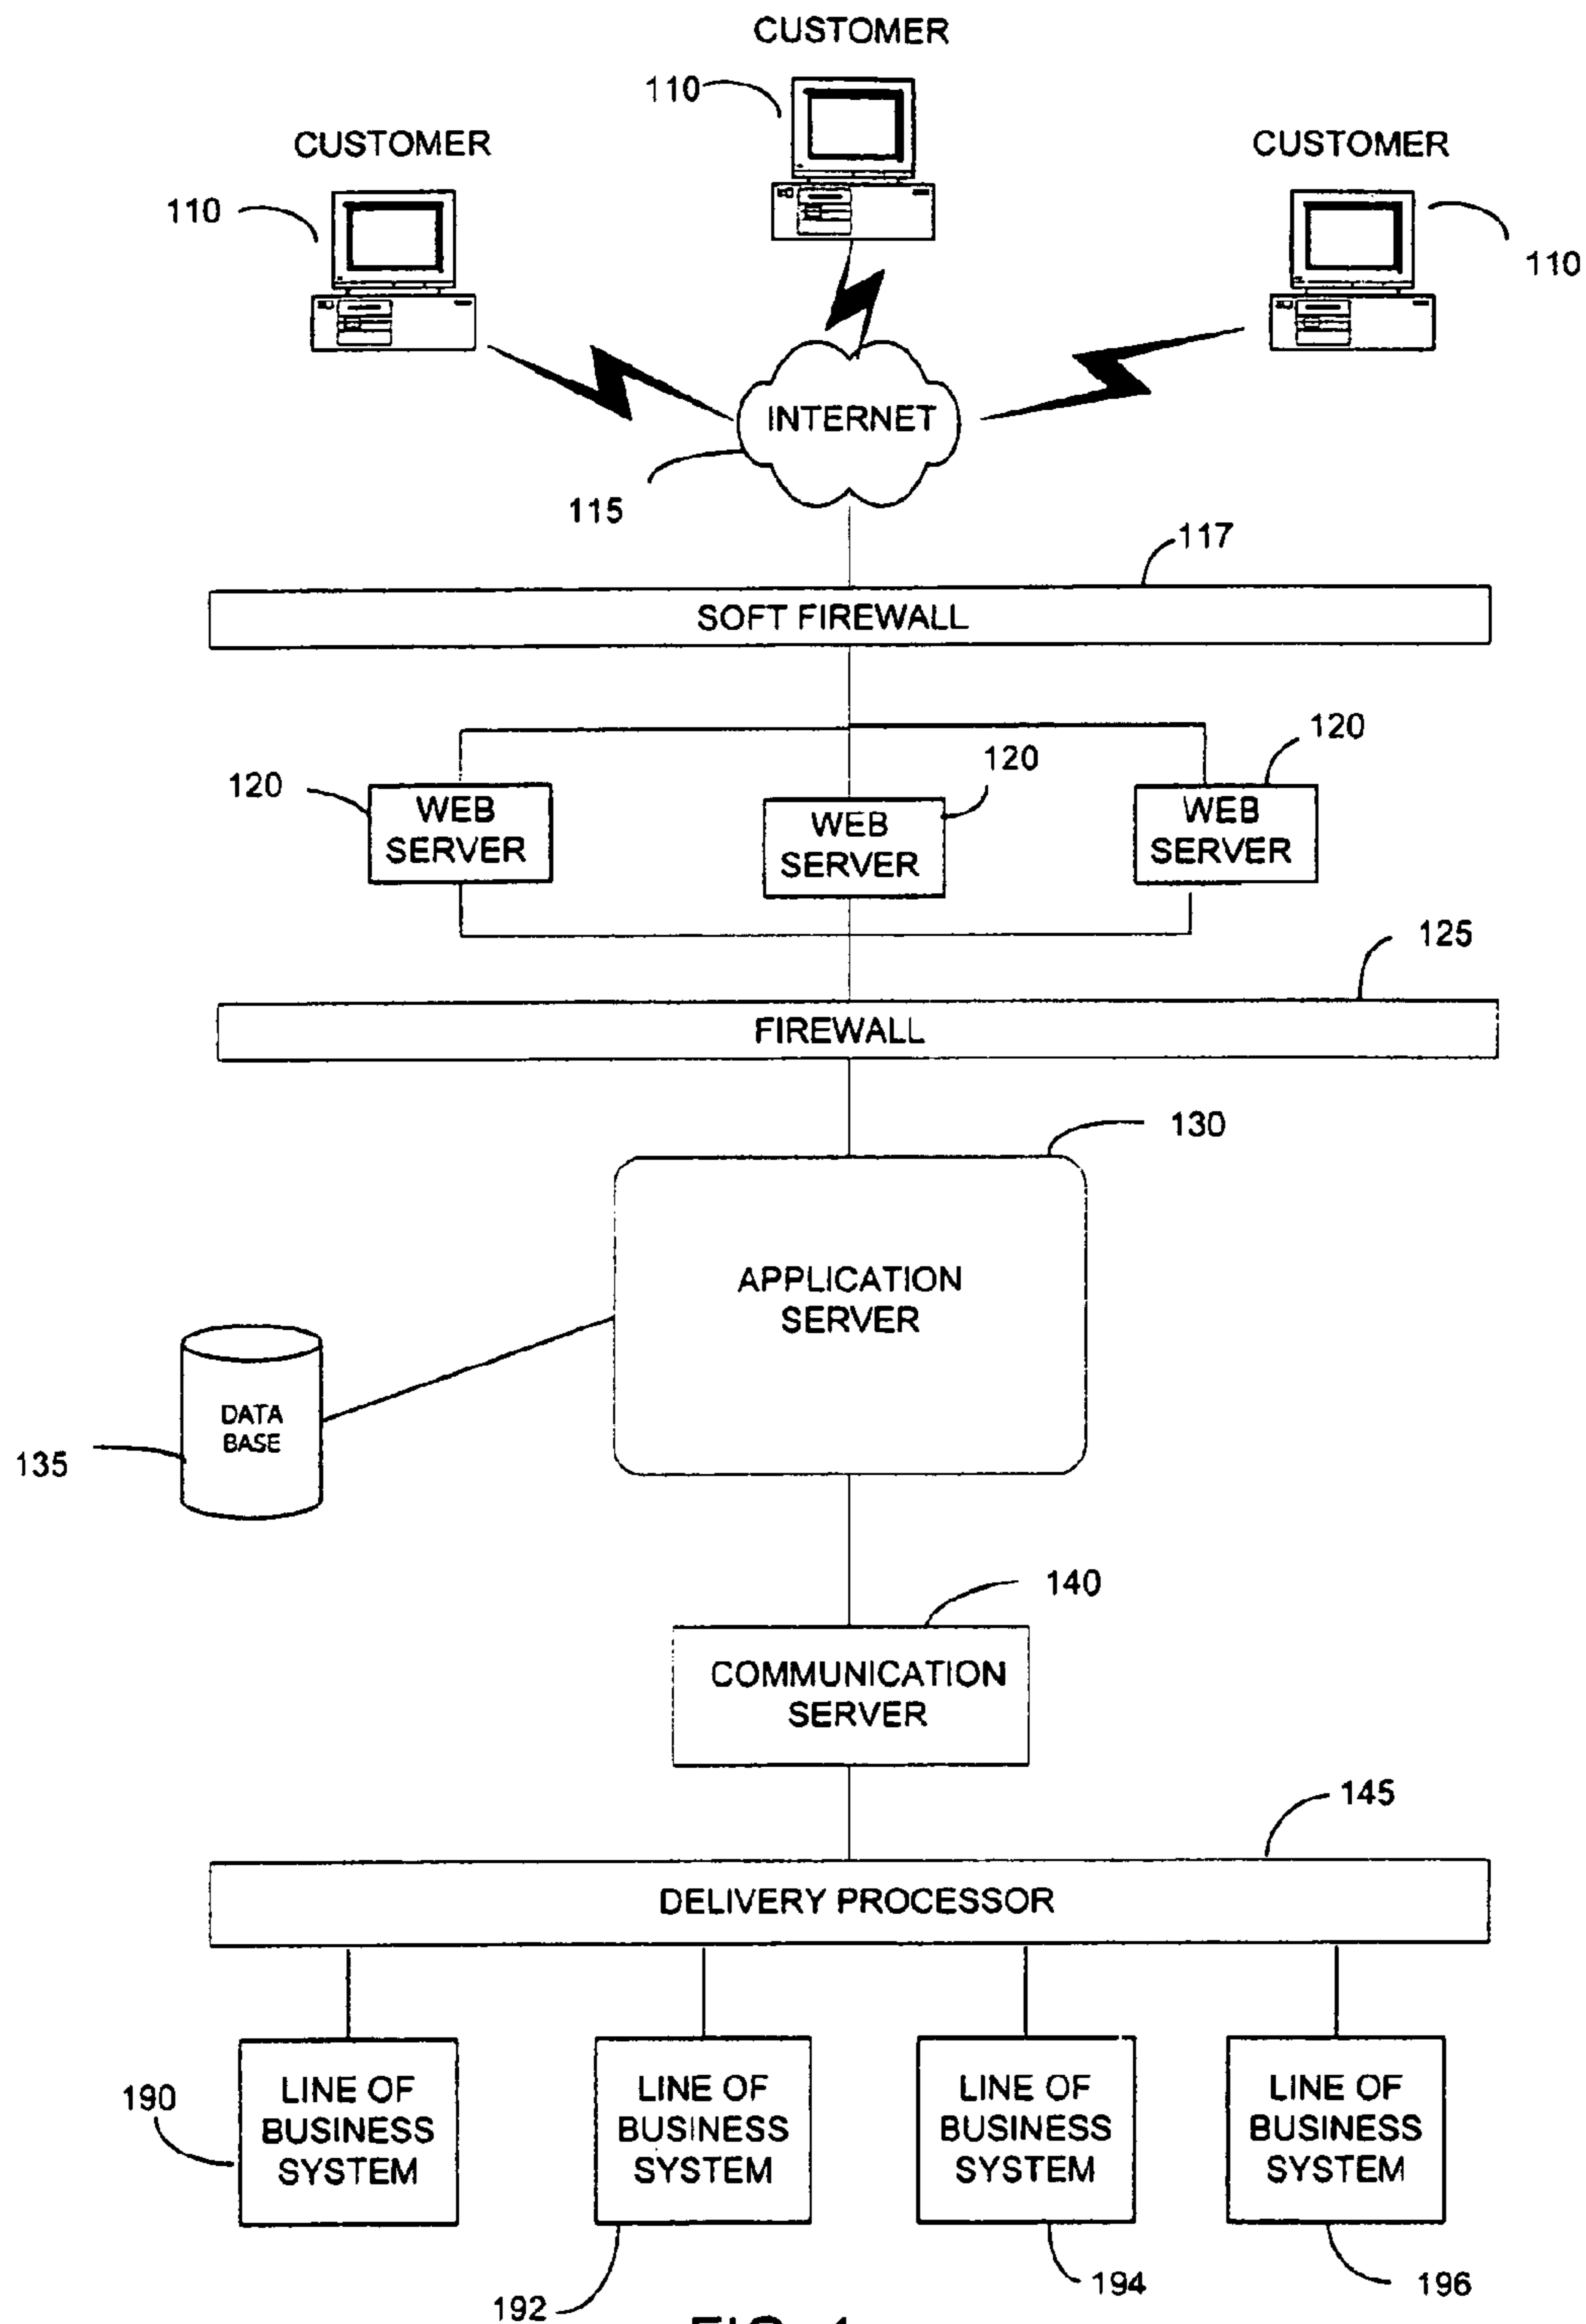 CUSTOMER
110
CUSTOMER
CUSTOMER
110
110
INTERNET
115
117
SOFT FIREWALL
120
120
120
WEB
SERVER
WEB
SERVER
WEB
SERVER
125
FIREWALL
130
APPLICATION
SERVER
DATA
BASE
135
140
COMMUNICATION
SERVER
145
DELIVERY PROCESSOR
190
LINE OF
BUSINESS
SYSTEM
LINE OF
BUSINESS
SYSTEM
LINE OF
BUSINESS
SYSTEM
LINE OF
BUSINESS
SYSTEM
192
194
196